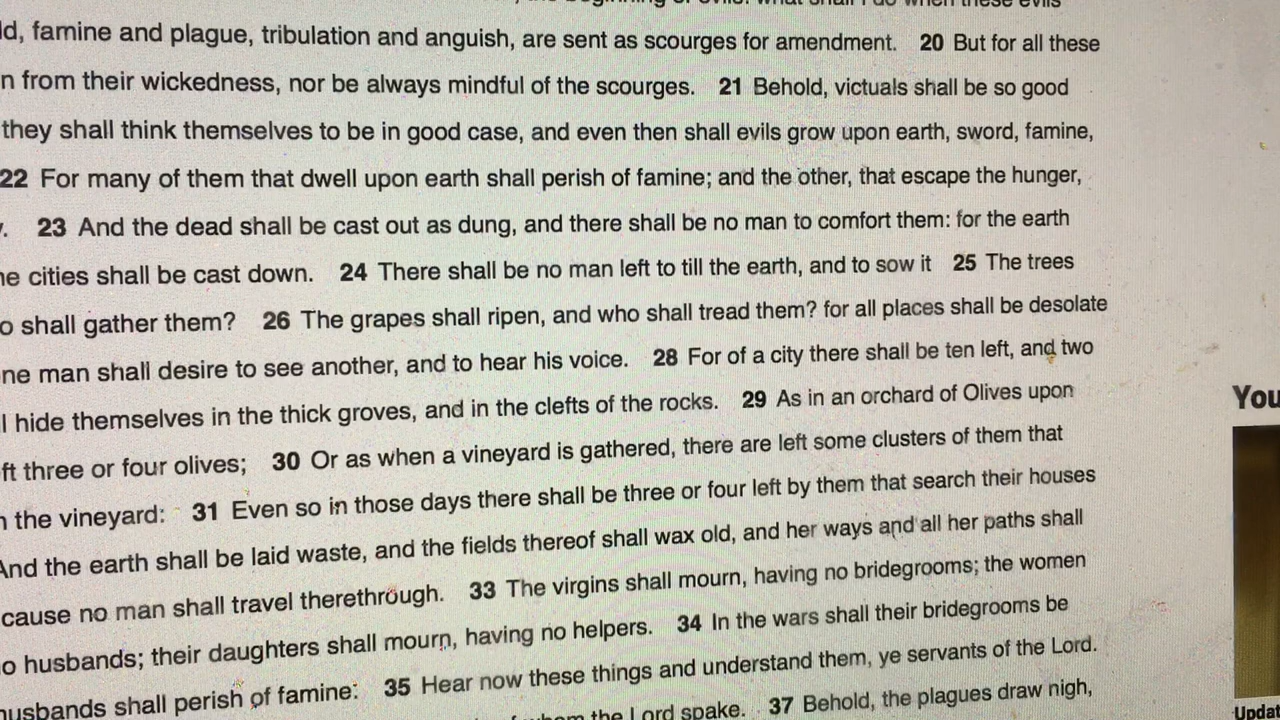 famine and plague, tribulation and anguish, are sent as scourges for amendment. 20 But for all these
from their wickedness, nor be always mindful of the scourges. 21 Behold, victuals shall be so good
they shall think themselves to be in good case, and even then shall evils grow upon earth, sword, famine,
22 For many of them that dwell upon earth shall perish of famine; and the other, that escape the hunger,
23 And the dead shall be cast out as dung, and there shall be no man to comfort them: for the earth
cities shall be cast down. 24 There shall be no man left to till the earth, and to sow it 25 The trees
shall gather them? 26 The grapes shall ripen, and who shall tread them? for all places shall be desolate
man shall desire to see another, and to hear his voice. 28 For of a city there shall be ten left, and two
hide themselves in the thick groves, and in the clefts of the rocks. 29 As in an orchard of Olives upon
three or four olives; 30 Or as when a vineyard is gathered, there are left some clusters of them that
the vineyard: 31 Even so in those days there shall be three or four left by them that search their houses
And the earth shall be laid waste, and the fields thereof shall wax old, and her ways and all her paths shall
cause no man shall travel therethrough. 33 The virgins shall mourn, having no bridegrooms; the women
husbands; their daughters shall mourn, having no helpers. 34 In the wars shall their bridegrooms be
husbands shall perish of famine: 35 Hear now these things and understand them, ye servants of the Lord.
the Lord spake. 37 Behold, the plagues draw nigh,
You
Updat